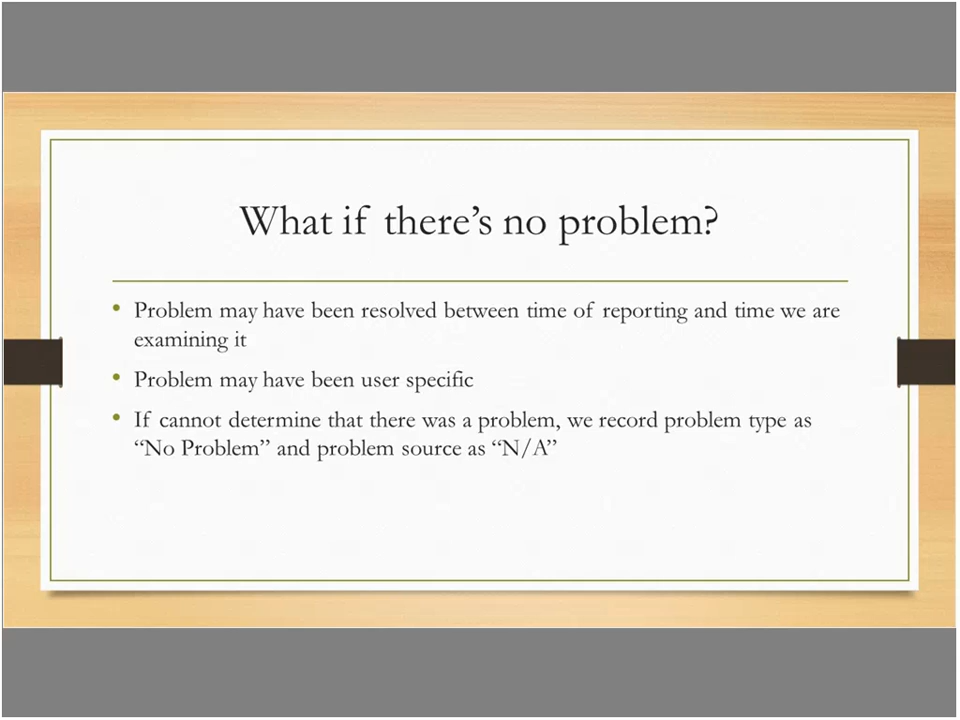 What if there’s no problem?
• Problem may have been resolved between time of reporting and time we are
examining it
• Problem may have been user specific
• If cannot determine that there was a problem, we record problem type as
“No Problem” and problem source as “N/A”